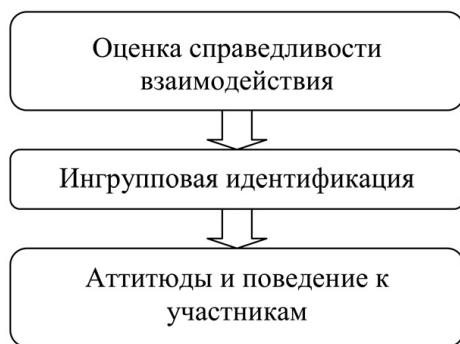 Оценка справедливости
взаимодействия
Ингрупповая идентификация
Аттитюды и поведение к
участникам